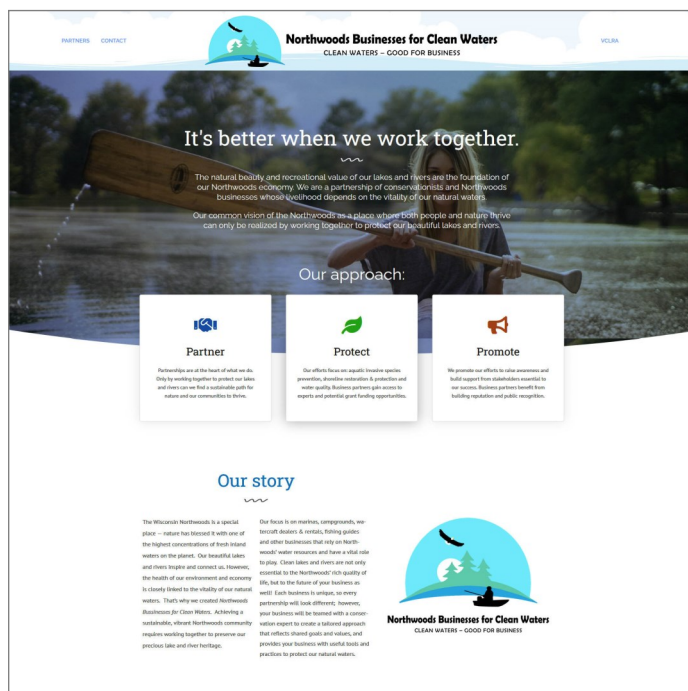 PARTNERS CONTACT
Northwoods Businesses for Clean Waters
CLEAN WATERS – GOOD FOR BUSINESS
VCLRA
It's better when we work together.
The natural beauty and recreational value of our lakes and rivers are the foundation of
our Northwoods economy. We are a partnership of conservationists and Northwoods
businesses whose livelihood depends on the vitality of our natural waters.
Our common vision of the Northwoods as a place where both people and nature thrive
can only be realized by working together to protect our beautiful lakes and rivers.
Our approach:
Partner
Partnerships are at the heart of what we do.
Only by working together to protect our lakes
and rivers can we find a sustainable path for
nature and our communities to thrive.
Protect
Our efforts focus on: aquatic invasive species
prevention, shoreline restoration & protection and
water quality. Business partners gain access to
experts and potential grant funding opportunities.
Promote
We promote our efforts to raise awareness and
build support from stakeholders essential to
our success. Business partners benefit from
building reputation and public recognition.
Our story
The Wisconsin Northwoods is a special
place -- nature has blessed it with one of
the highest concentrations of fresh inland
waters on the planet. Our beautiful lakes
and rivers inspire and connect us. However,
the health of our environment and economy
is closely linked to the vitality of our natural
waters. That's why we created Northwoods
Bussinesses for Clean Waters. Achieving a
sustainable, vibrant Northwoods community
requires working together to preserve our
precious lake and river heritage.
Our focus is on marinas, campgrounds, wa-
tercraft dealers & rentals, fishing guides
and other businesses that rely on North-
woods' water resources and have a vital role
to play. Clean lakes and rivers are not only
essential to the Northwoods' rich quality of
life, but to the future of your business as
well! Each business is unique, so every
partnership will look different; however,
your business will be teamed with a conser-
vation expert to create a tailored approach
that reflects shared goals and values, and
provides your business with useful tools and
practices to protect our natural waters.
Northwoods Businesses for Clean Waters
CLEAN WATERS – GOOD FOR BUSINESS